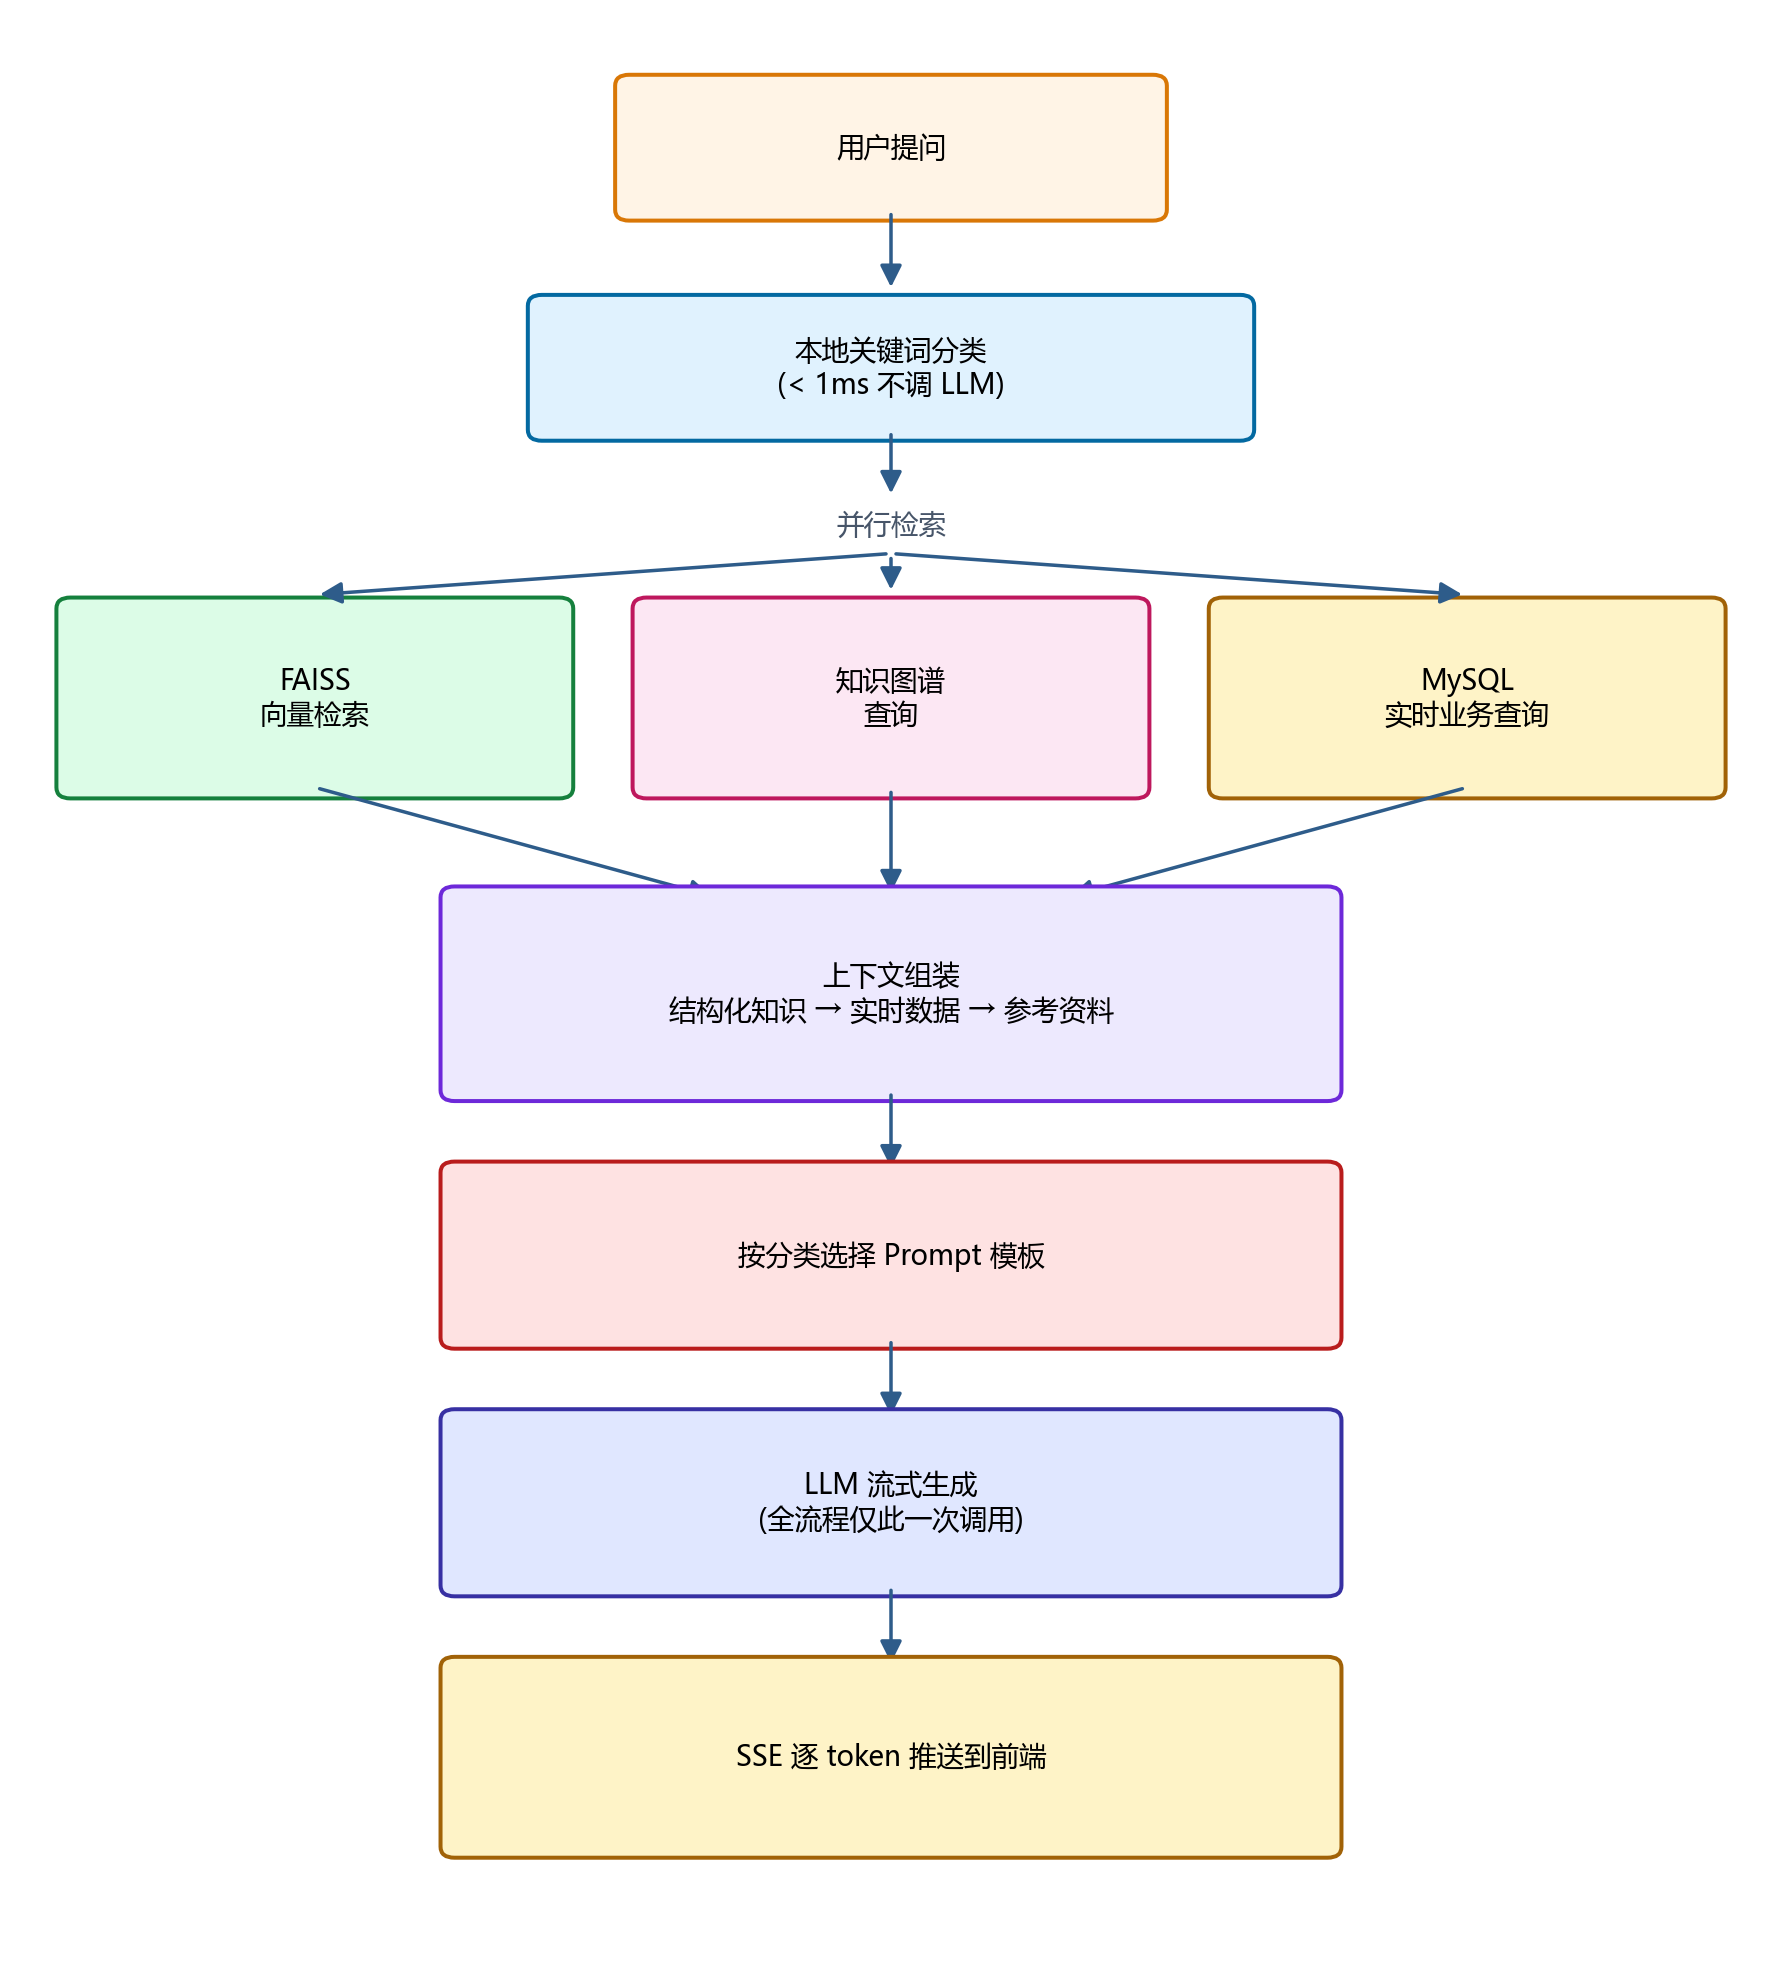 用户提问
本地关键词分类
(< 1ms 不调 LLM)
并行检索
FAISS
向量检索
知识图谱
查询
MySQL
实时业务查询
上下文组装
结构化知识 → 实时数据 → 参考资料
按分类选择 Prompt 模板
LLM 流式生成
(全流程仅此一次调用)
SSE 逐 token 推送到前端